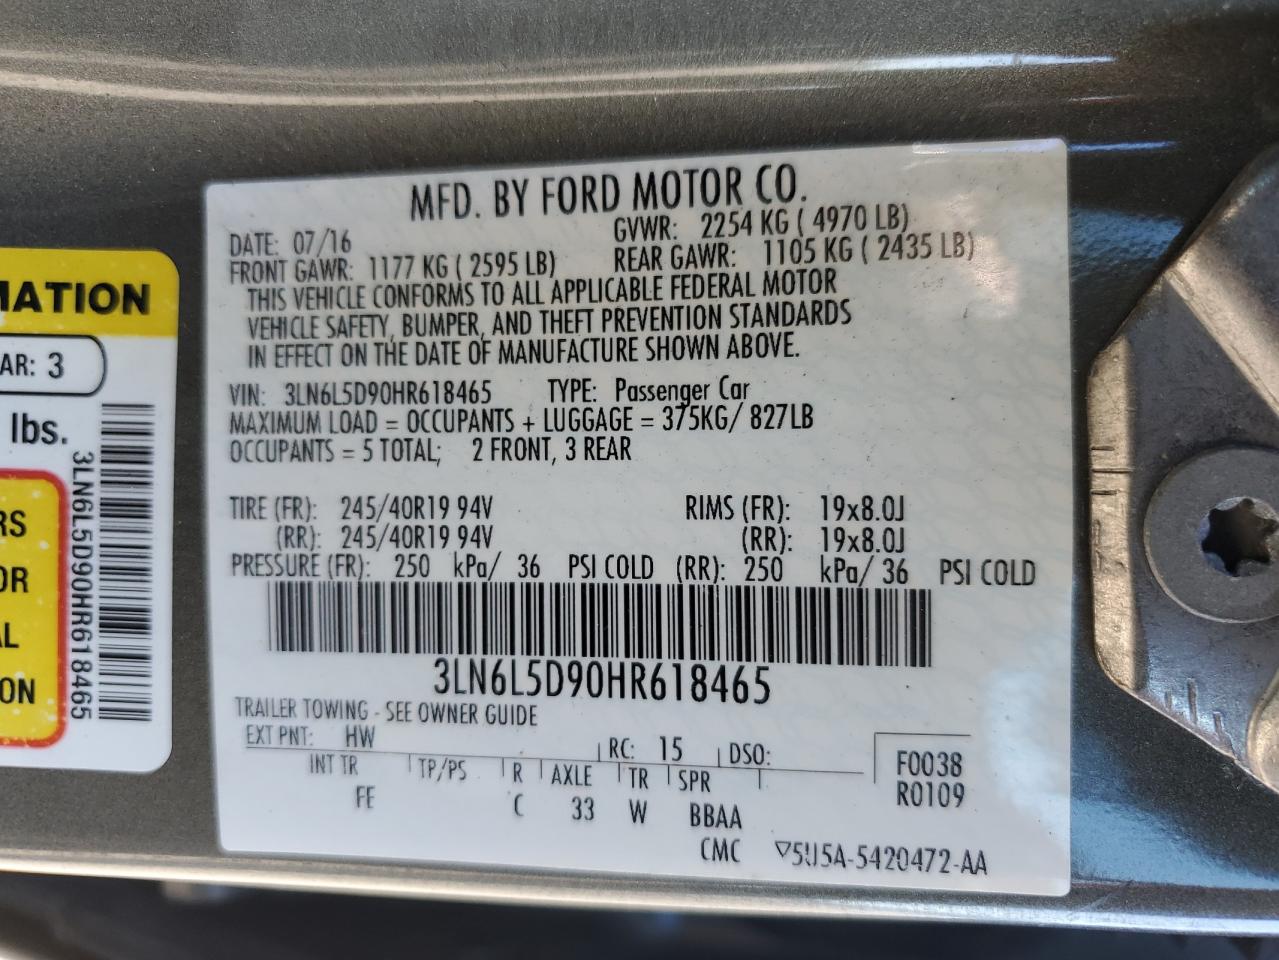 MFD. BY FORD MOTOR CO.
DATE: 07/16 GVWR: 2254 KG ( 4970 LB)
FRONT GAWR: 1177 KG ( 2595 LB) REAR GAWR: 1105 KG ( 2435 LB)
THIS VEHICLE CONFORMS TO ALL APPLICABLE FEDERAL MOTOR
VEHICLE SAFETY, BUMPER, AND THEFT PREVENTION STANDARDS
IN EFFECT ON THE DATE OF MANUFACTURE SHOWN ABOVE.
VIN: 3LN6L5D90HR618465 TYPE: Passenger Car
MAXIMUM LOAD = OCCUPANTS + LUGGAGE = 375KG/ 827LB
OCCUPANTS = 5 TOTAL; 2 FRONT, 3 REAR
TIRE (FR): 245/40R19 94V RIMS (FR): 19x8.0J
(RR): 245/40R19 94V (RR): 19x8.0J
PRESSURE (FR): 250 kPa/ 36 PSI COLD (RR): 250 kPa/ 36 PSI COLD
3LN6L5D90HR618465
TRAILER TOWING - SEE OWNER GUIDE
EXT PNT: HW RC: 15 DSO:
INT TR TP/PS R AXLE TR SPR
FE C 33 W BBAA
CMC
F0038
R0109
▽5U5A-5420472-AA
MATION
AR: 3
lbs.
3LN6L5D90HR618465
RS
OR
AL
ON